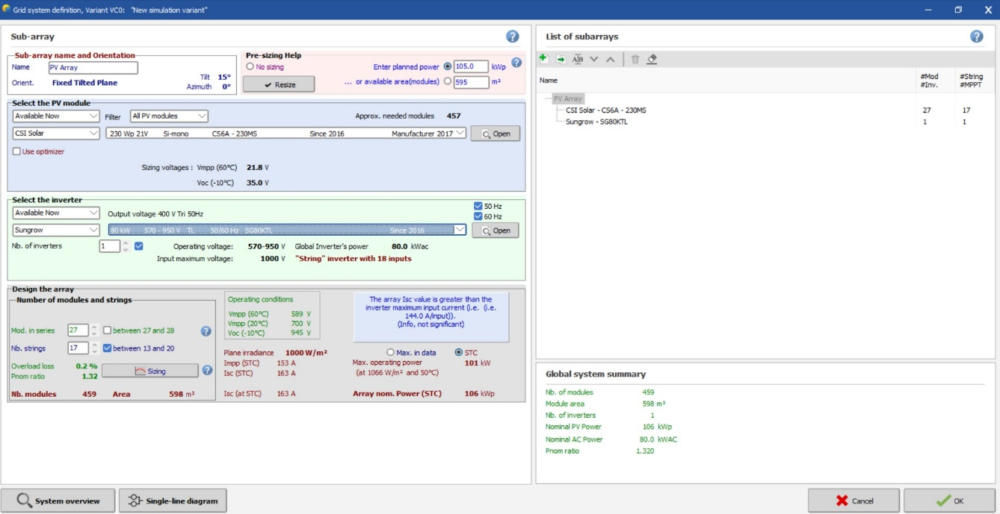 Grid system definition, Variant VC0: "New simulation variant"
Sub-array
Sub-array name and Orientation
Name PV Array
Orient. Fixed Tilted Plane
Tilt 15°
Azimuth 0°
Pre-sizing Help
No sizing
Enter planned power 105.0 kWp
Resize
... or available area(modules) 595 m²
Select the PV module
Available Now Filter All PV modules Approx. needed modules 457
CSI Solar 230 Wp 21V Si-mono CS6A - 230MS Since 2016 Manufacturer 2017 Open
Use optimizer
Sizing voltages : Vmpp (60°C) 21.8 V
Voc (-10°C) 35.0 V
Select the inverter
Available Now Output voltage 400 V Tri 50Hz
50 Hz
60 Hz
Sungrow 80 kW 570 - 950 V TL 50/60 Hz SG80KTL Since 2016 Open
Nb. of inverters 1 Operating voltage: 570-950 V Global Inverter's power 80.0 kWac
Input maximum voltage: 1000 V "String" inverter with 18 inputs
Design the array
Number of modules and strings
Mod. in series 27 between 27 and 28
Nb. strings 17 between 13 and 20
Overload loss 0.2 %
Pnom ratio 1.32
Sizing
Nb. modules 459 Area 598 m²
Operating conditions
Vmpp (60°C) 589 V
Vmpp (20°C) 700 V
Voc (-10°C) 945 V
Plane irradiance 1000 W/m²
Impp (STC) 153 A
Isc (STC) 163 A
Isc (at STC) 163 A
The array Isc value is greater than the
inverter maximum input current (i.e. (i.e.
144.0 A/input)).
(Info, not significant)
Max. in data STC
Max. operating power 101 kW
(at 1066 W/m² and 50°C)
Array nom. Power (STC) 106 kWp
List of subarrays
Name
#Mod #String
#Inv. #MPPT
PV Array
CSI Solar - CS6A - 230MS 27 17
Sungrow - SG80KTL 1 1
Global system summary
Nb. of modules 459
Module area 598 m²
Nb. of inverters 1
Nominal PV Power 106 kWp
Nominal AC Power 80.0 kWAC
Pnom ratio 1.320
System overview
Single-line diagram
Cancel
OK